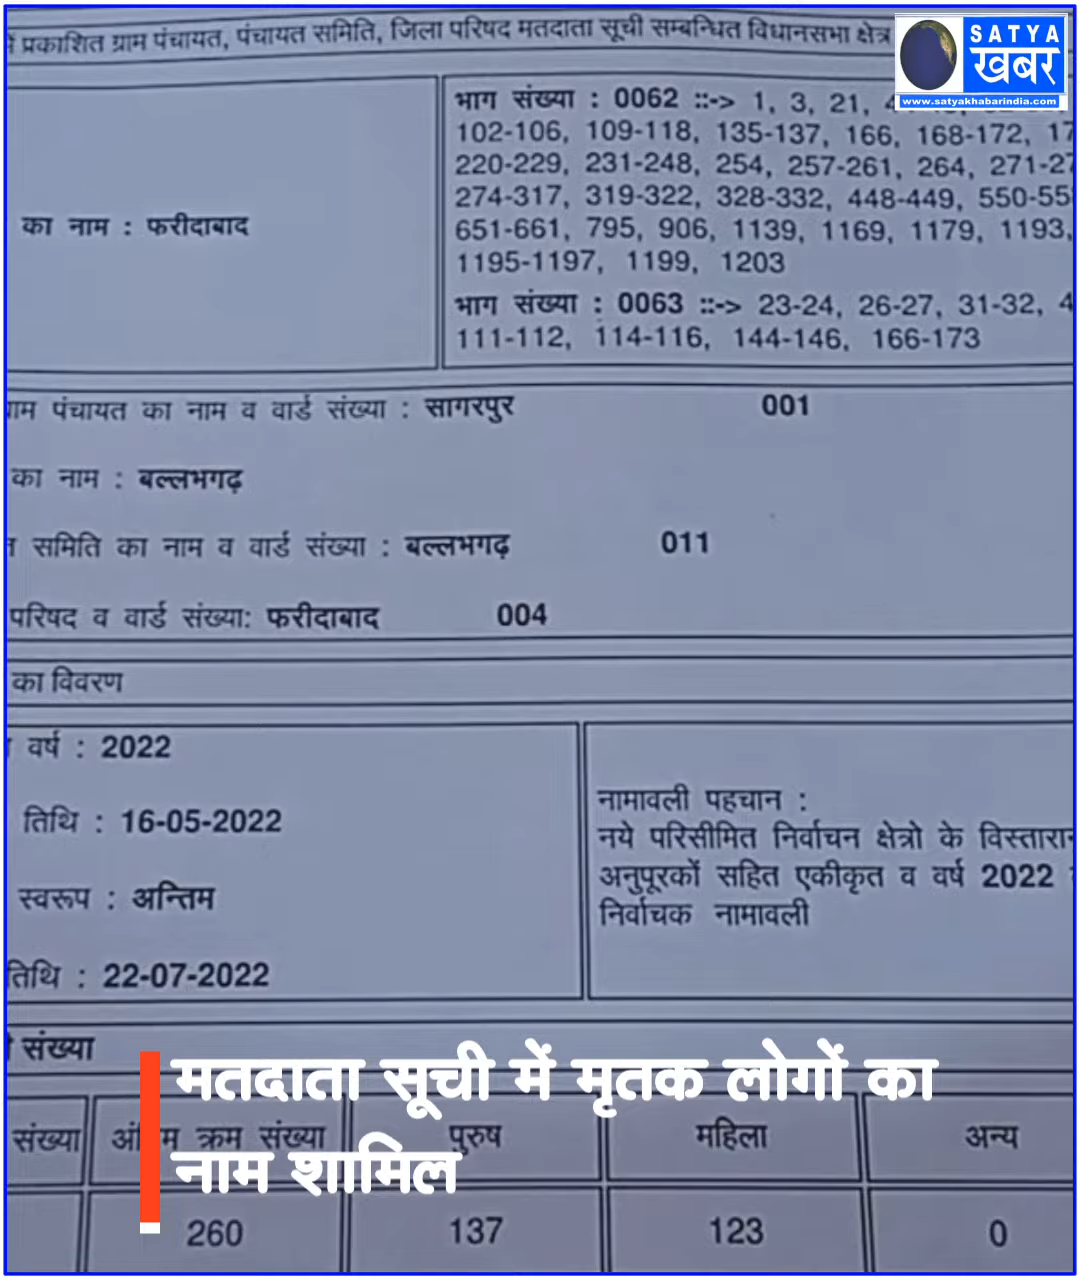 प्रकाशित ग्राम पंचायत, पंचायत समिति, जिला परिषद मतदाता सूची सम्बन्धित विधानसभा क्षेत्र
SATYA
खबर
www.satyakhabarindia.com
भाग संख्या : 0062 ::-> 1, 3, 21,
102-106, 109-118, 135-137, 166, 168-172,
220-229, 231-248, 254, 257-261, 264,
274-317, 319-322, 328-332, 448-449,
का नाम : फरीदाबाद
651-661, 795, 906, 1139, 1169, 1179, 1193,
1195-1197, 1199, 1203
भाग संख्या : 0063 ::-> 23-24, 26-27, 31-32,
111-112, 114-116, 144-146, 166-173
पंचायत का नाम व वार्ड संख्या : सागरपुर 001
का नाम : बल्लभगढ़
समिति का नाम व वार्ड संख्या : बल्लभगढ़ 011
परिषद व वार्ड संख्या: फरीदाबाद 004
का विवरण
वर्ष : 2022
तिथि : 16-05-2022
नामावली पहचान :
नये परिसीमित निर्वाचन क्षेत्रो के
अनुपूरकों सहित एकीकृत व वर्ष 2022
स्वरूप : अन्तिम
निर्वाचक नामावली
तिथि : 22-07-2022
संख्या
मतदाता सूची में मृतक लोगों का
नाम शामिल
संख्या क्रम संख्या पुरुष महिला अन्य
260 137 123 0